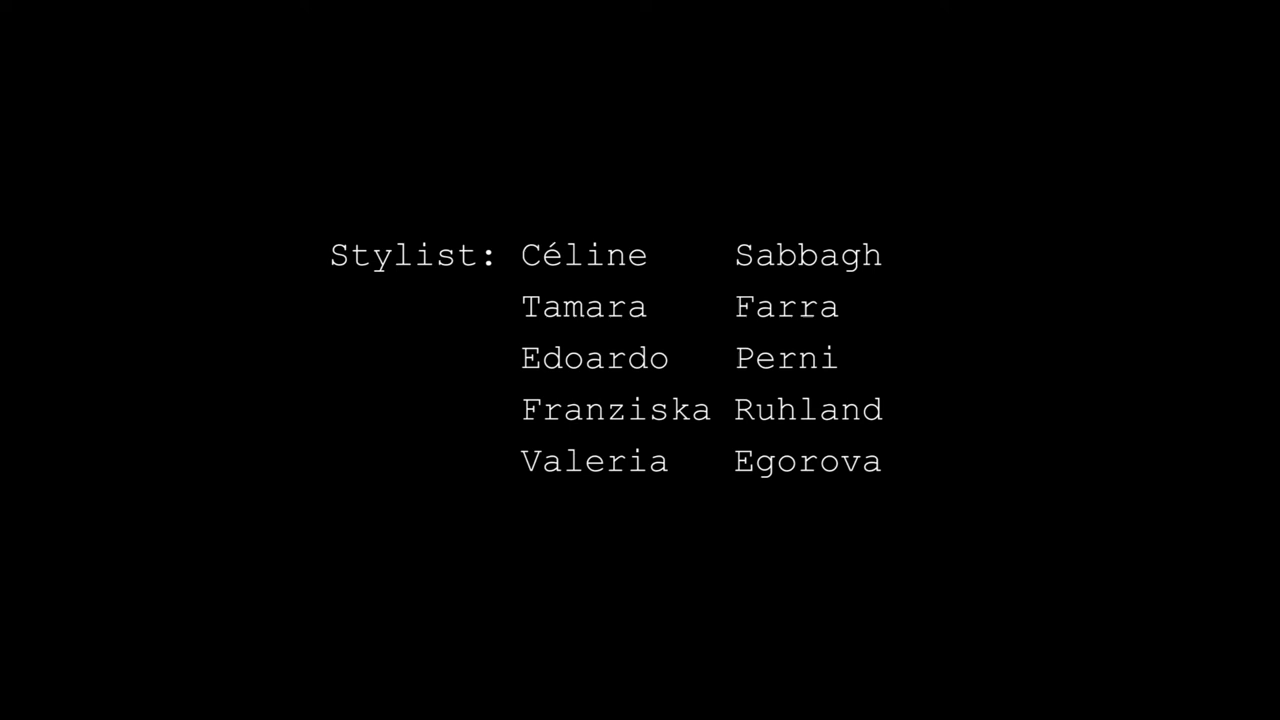 Stylist: Céline Sabbagh
Tamara Farra
Edoardo Perni
Franziska Ruhland
Valeria Egorova